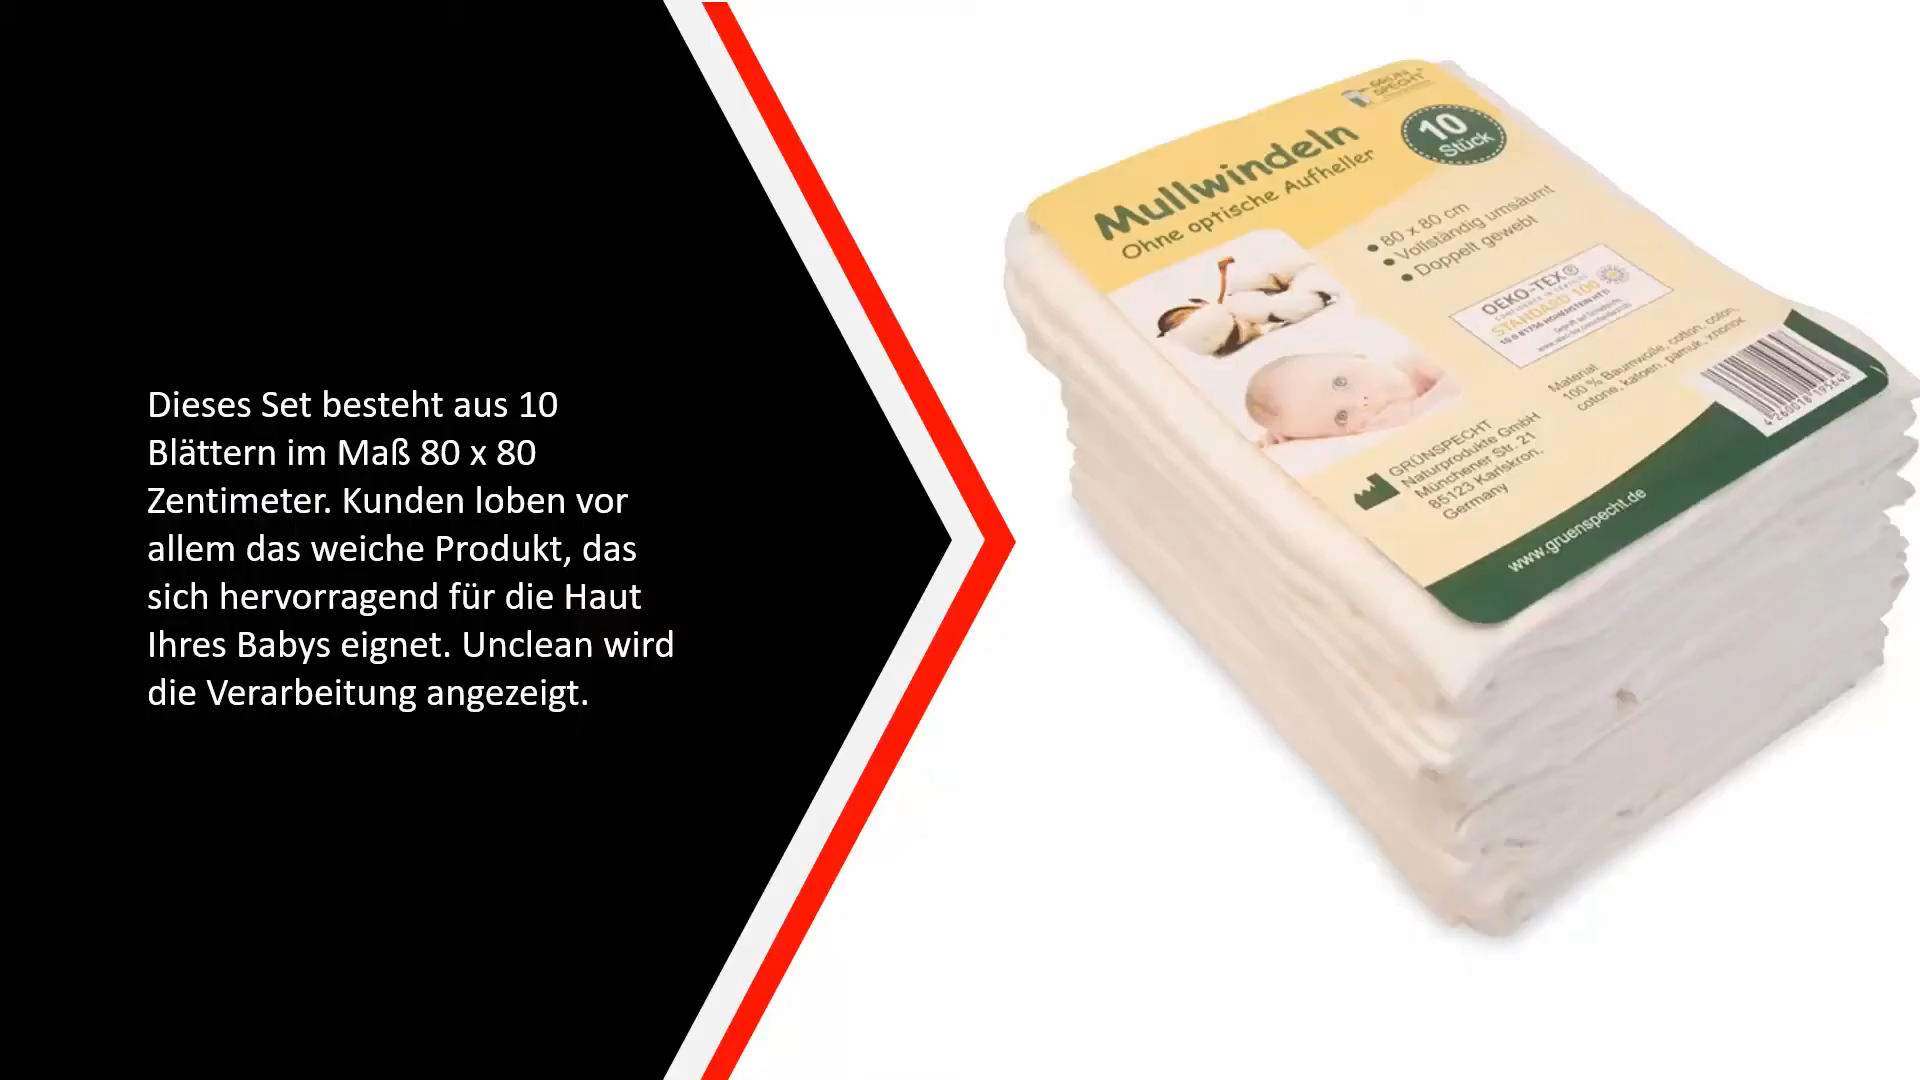 Dieses Set besteht aus 10
Blättern im Maß 80 x 80
Zentimeter. Kunden loben vor
allem das weiche Produkt, das
sich hervorragend für die Haut
Ihres Babys eignet. Unclean wird
die Verarbeitung angezeigt.
GRÜN
SPECHT
10
Stück
Mullwindeln
Ohne optische Aufheller
80 x 80 cm
Vollständig umsäumt
Doppelt gewebt
OEKO-TEX®
STANDARD 100
Material
100 % Baumwolle, cotton, coton,
cotone, katoen, pamuk, хлопок
GRÜNSPECHT
Naturprodukte GmbH
Münchener Str. 21
85123 Karlskron,
Germany
www.gruenspecht.de